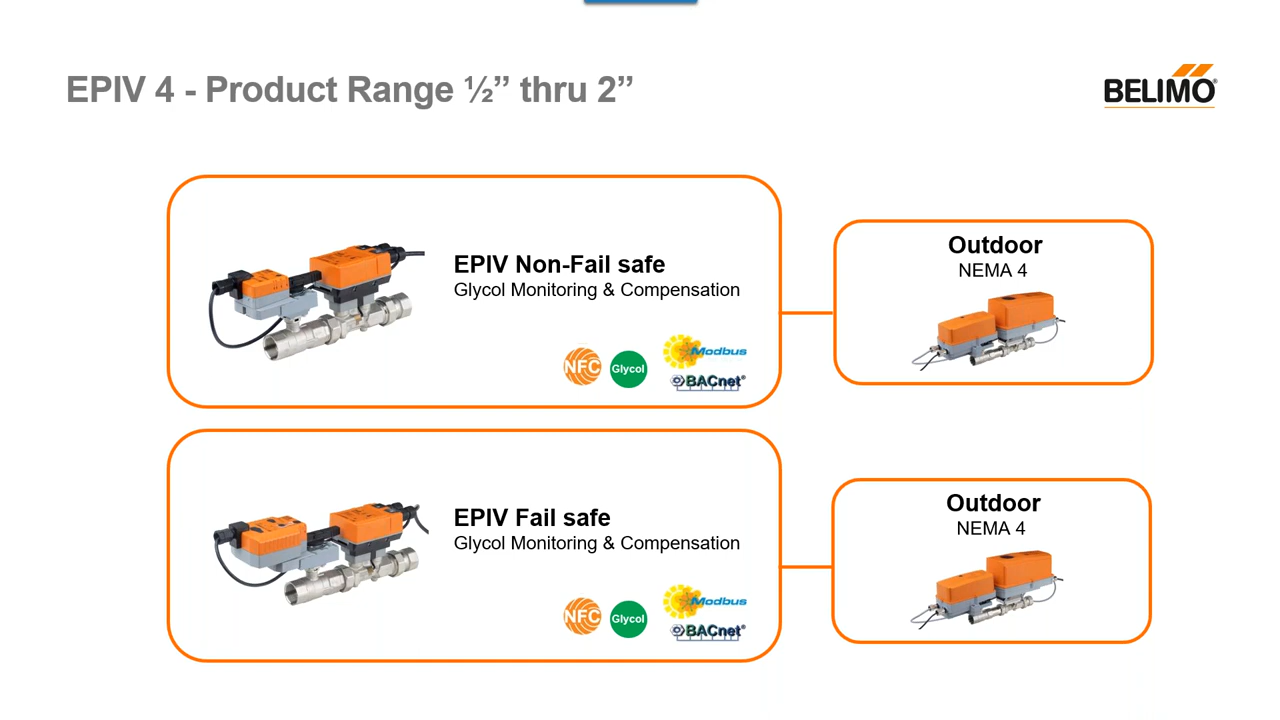 EPIV 4 - Product Range ½” thru 2”
BELIMO®
EPIV Non-Fail safe
Glycol Monitoring & Compensation
NFC
Glycol
Modbus
BACnet®
Outdoor
NEMA 4
EPIV Fail safe
Glycol Monitoring & Compensation
NFC
Glycol
Modbus
BACnet®
Outdoor
NEMA 4